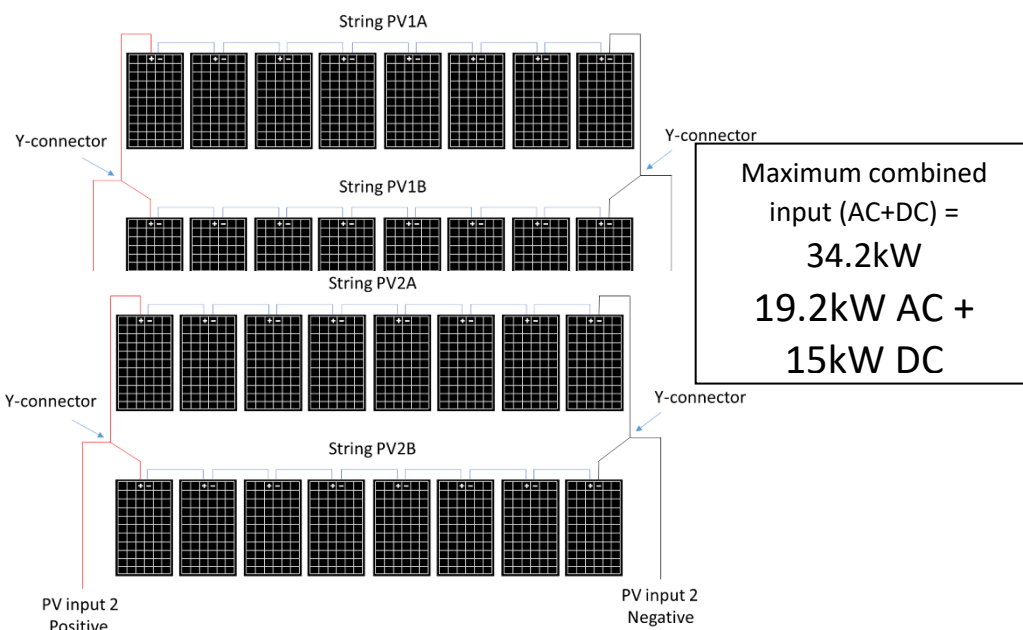 String PV1A
Y-connector
Y-connector
String PV1B
String PV2A
Y-connector
Y-connector
String PV2B
PV input 2
Positive
PV input 2
Negative
Maximum combined
input (AC+DC) =
34.2kW
19.2kW AC +
15kW DC